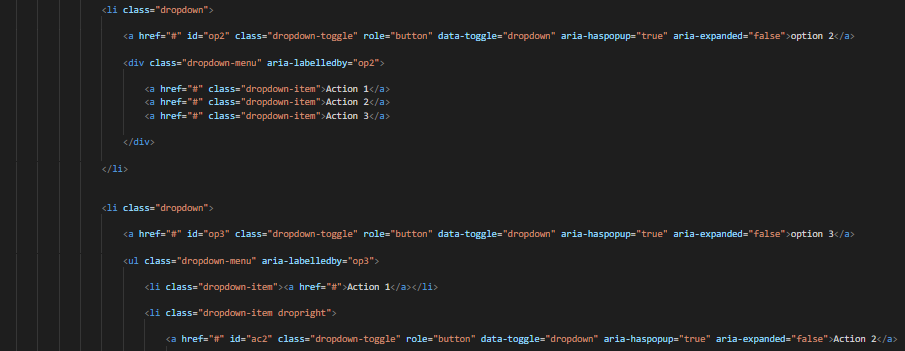 <li class="dropdown">
<a href="#" id="op2" class="dropdown-toggle" role="button" data-toggle="dropdown" aria-haspopup="true" aria-expanded="false">option 2</a>
<div class="dropdown-menu" aria-labelledby="op2">
<a href="#" class="dropdown-item">Action 1</a>
<a href="#" class="dropdown-item">Action 2</a>
<a href="#" class="dropdown-item">Action 3</a>
</div>
</li>
<li class="dropdown">
<a href="#" id="op3" class="dropdown-toggle" role="button" data-toggle="dropdown" aria-haspopup="true" aria-expanded="false">option 3</a>
<ul class="dropdown-menu" aria-labelledby="op3">
<li class="dropdown-item"><a href="#">Action 1</a></li>
<li class="dropdown-item dropright">
<a href="#" id="ac2" class="dropdown-toggle" role="button" data-toggle="dropdown" aria-haspopup="true" aria-expanded="false">Action 2</a>